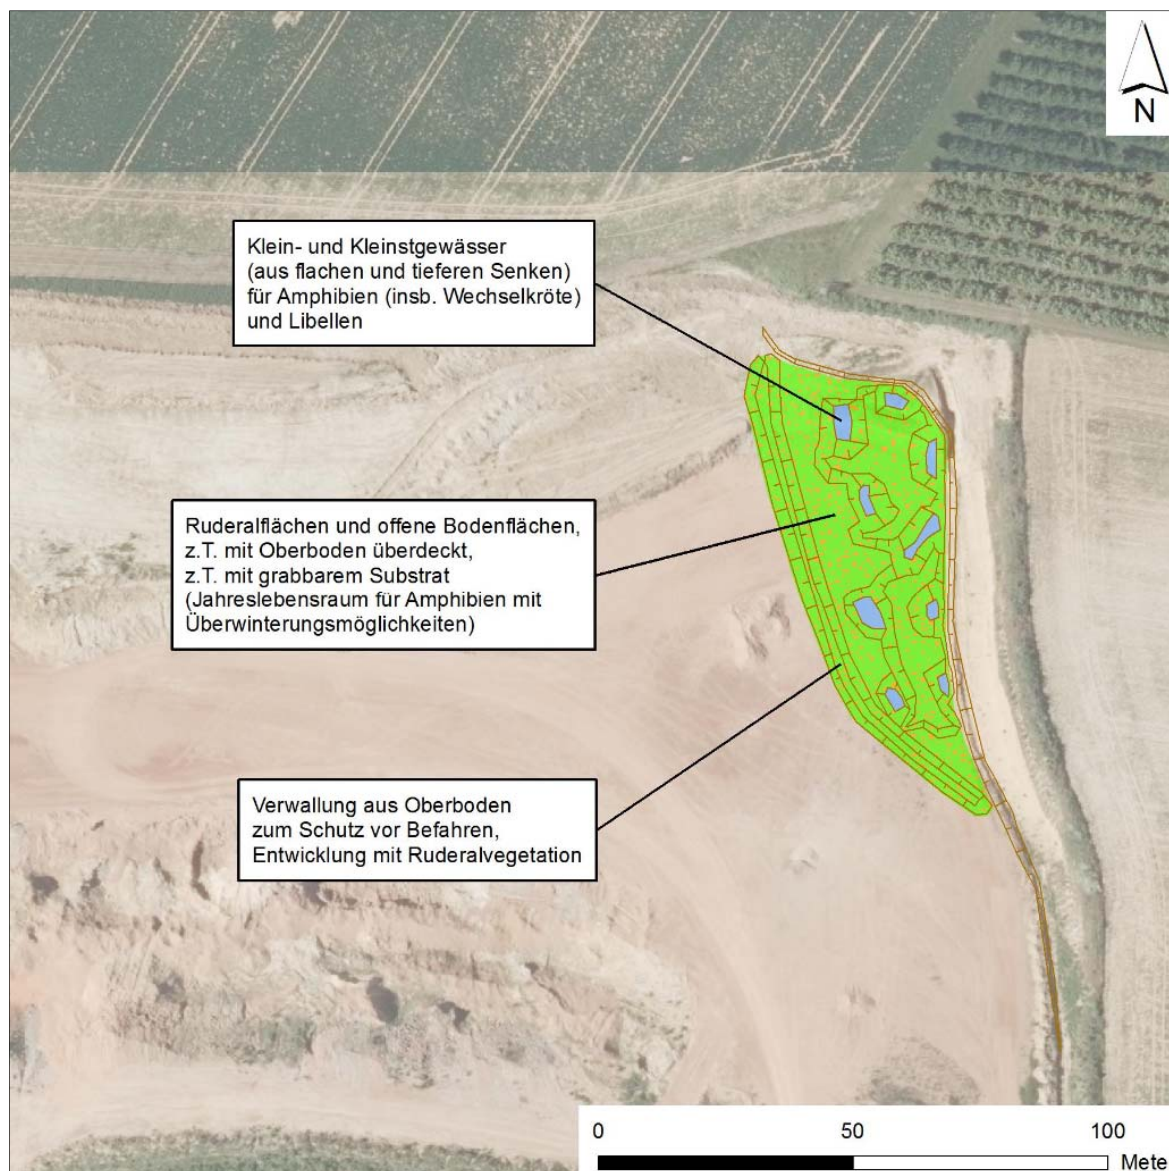 N
Klein- und Kleinstgewässer
(aus flachen und tieferen Senken)
für Amphibien (insb. Wechselkröte)
und Libellen
Ruderalflächen und offene Bodenflächen,
z.T. mit Oberboden überdeckt,
z.T. mit grabbarem Substrat
(Jahreslebensraum für Amphibien mit
Überwinterungsmöglichkeiten)
Verwallung aus Oberboden
zum Schutz vor Befahren,
Entwicklung mit Ruderalvegetation
0 50 100
Mete